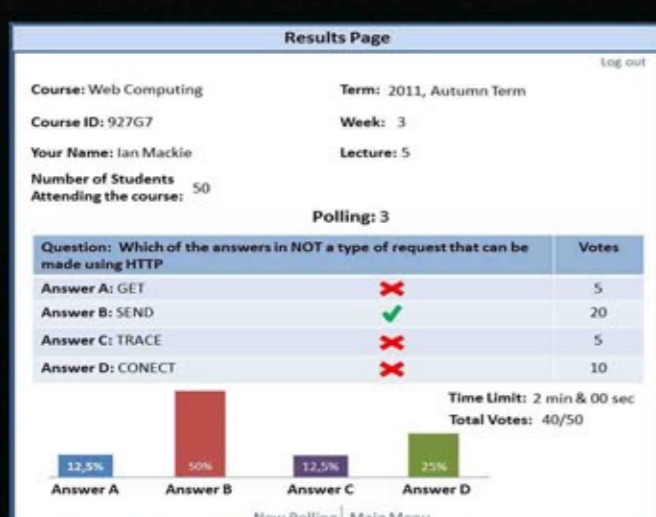 Results Page
Log out
Course: Web Computing
Term: 2011, Autumn Term
Course ID: 927G7
Week: 3
Your Name: Ian Mackie
Lecture: 5
Number of Students
Attending the course: 50
Polling: 3
Question: Which of the answers in NOT a type of request that can be
made using HTTP
Votes
Answer A: GET 5
Answer B: SEND 20
Answer C: TRACE 5
Answer D: CONECT 10
Time Limit: 2 min & 00 sec
Total Votes: 40/50
12,5% 50% 12,5% 25%
Answer A Answer B Answer C Answer D
New Polling | Main Menu